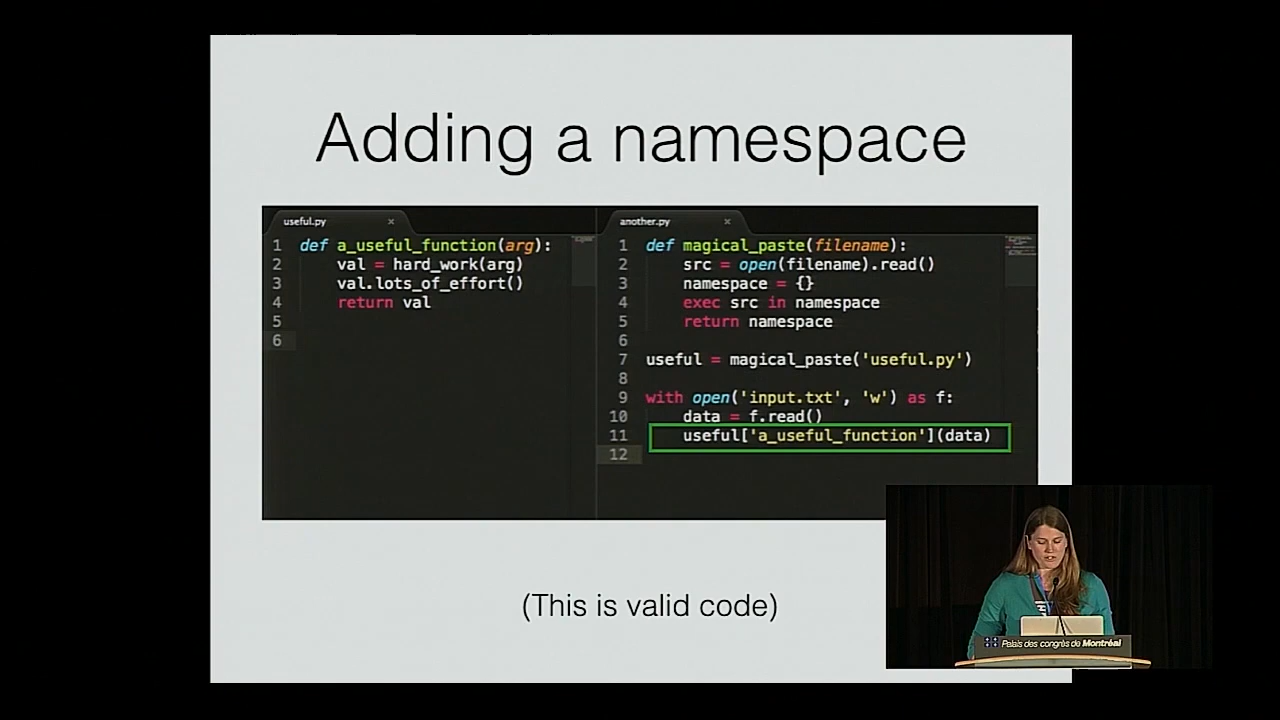 Adding a namespace
useful.py ×
1 def a_useful_function(arg):
2 val = hard_work(arg)
3 val.lots_of_effort()
4 return val
5
6
another.py ×
1 def magical_paste(filename):
2 src = open(filename).read()
3 namespace = {}
4 exec src in namespace
5 return namespace
6
7 useful = magical_paste('useful.py')
8
9 with open('input.txt', 'w') as f:
10 data = f.read()
11 useful['a_useful_function'](data)
12
(This is valid code)
Palais des congrès de Montréal